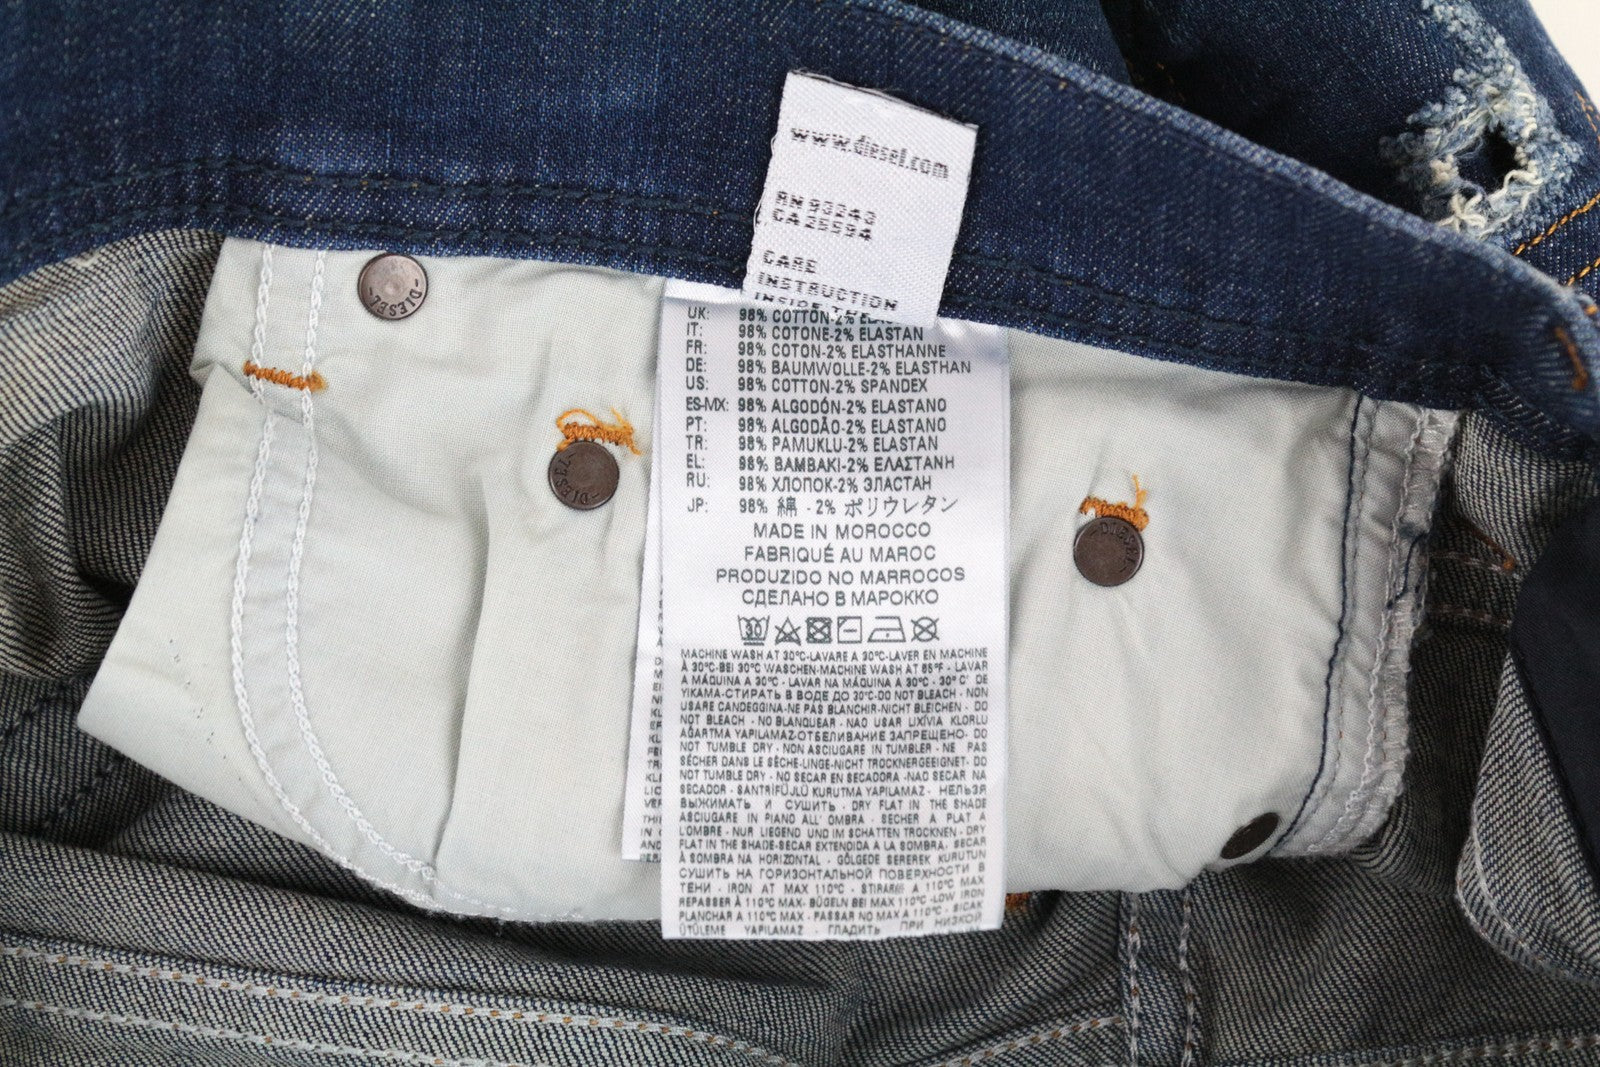 www.diesel.com
RN 93243
CA 25594
CARE
INSTRUCTION
INSIDE
UK: 98% COTTON-2%
IT: 98% COTONE-2% ELASTAN
FR: 98% COTON-2% ELASTHANNE
DE: 98% BAUMWOLLE-2% ELASTHAN
US: 98% COTTON-2% SPANDEX
ES-MX: 98% ALGODÓN-2% ELASTANO
PT: 98% ALGODÃO-2% ELASTANO
TR: 98% PAMUKLU-2% ELASTAN
EL: 98% ΒΑΜΒΑΚΙ-2% ΕΛΑΣΤΑΝΗ
RU: 98% ХЛОПОК-2% ЭЛАСТАН
JP: 98% 綿 - 2% ポリウレタン
MADE IN MOROCCO
FABRIQUÉ AU MAROC
PRODUZIDO NO MARROCOS
СДЕЛАНО В МАРОККО
30
MACHINE WASH AT 30°C-LAVARE A 30°C-LAVER EN MACHINE
À 30°C-BEI 30°C WASCHEN-MACHINE WASH AT 85°F - LAVAR
A MÁQUINA A 30°C - LAVAR NA MÁQUINA A 30°C - 30° C' DE
YIKAMA-СТИРАТЬ В ВОДЕ ДО 30°C-DO NOT BLEACH - NON
USARE CANDEGGINA-NE PAS BLANCHIR-NICHT BLEICHEN - DO
NOT BLEACH - NO BLANQUEAR - NAO USAR LIXÍVIA KLORLU
AĞARTMA YAPILAMAZ-ОТБЕЛИВАНИЕ ЗАПРЕЩЕНО- DO
NOT TUMBLE DRY - NON ASCIUGARE IN TUMBLER - NE PAS
SÉCHER DANS LE SÈCHE-LINGE-NICHT TROCKNERGEEIGNET- DO
NOT TUMBLE DRY - NO SECAR EN SECADORA -NAO SECAR NA
SECADOR - SANTRİFÜJLÜ KURUTMA YAPILAMAZ - НЕЛЬЗЯ
ВЫЖИМАТЬ И СУШИТЬ - DRY FLAT IN THE SHADE
ASCIUGARE IN PIANO ALL' OMBRA - SÉCHER A PLAT A
L'OMBRE - NUR LIEGEND UND IM SCHATTEN TROCKNEN - DRY
FLAT IN THE SHADE-SECAR EXTENDIDA A LA SOMBRA, SECAR
À SOMBRA NA HORIZONTAL - GÖLGEDE SEREREK KURUTUN
СУШИТЬ НА ГОРИЗОНТАЛЬНОЙ ПОВЕРХНОСТИ В
ТЕНИ - IRON AT MAX 110°C - STIRARE A 110°C MAX
REPASSER À 110°C MAX- BÜGELN BEI MAX 110°C -LOW IRON
PLANCHAR A 110°C MAX - PASSAR NO MAX A 110°C - SICAK
ÜTÜLEME YAPILAMAZ - ГЛАДИТЬ ПРИ НИЗКОЙ
DIESEL
DIESEL
DIESEL